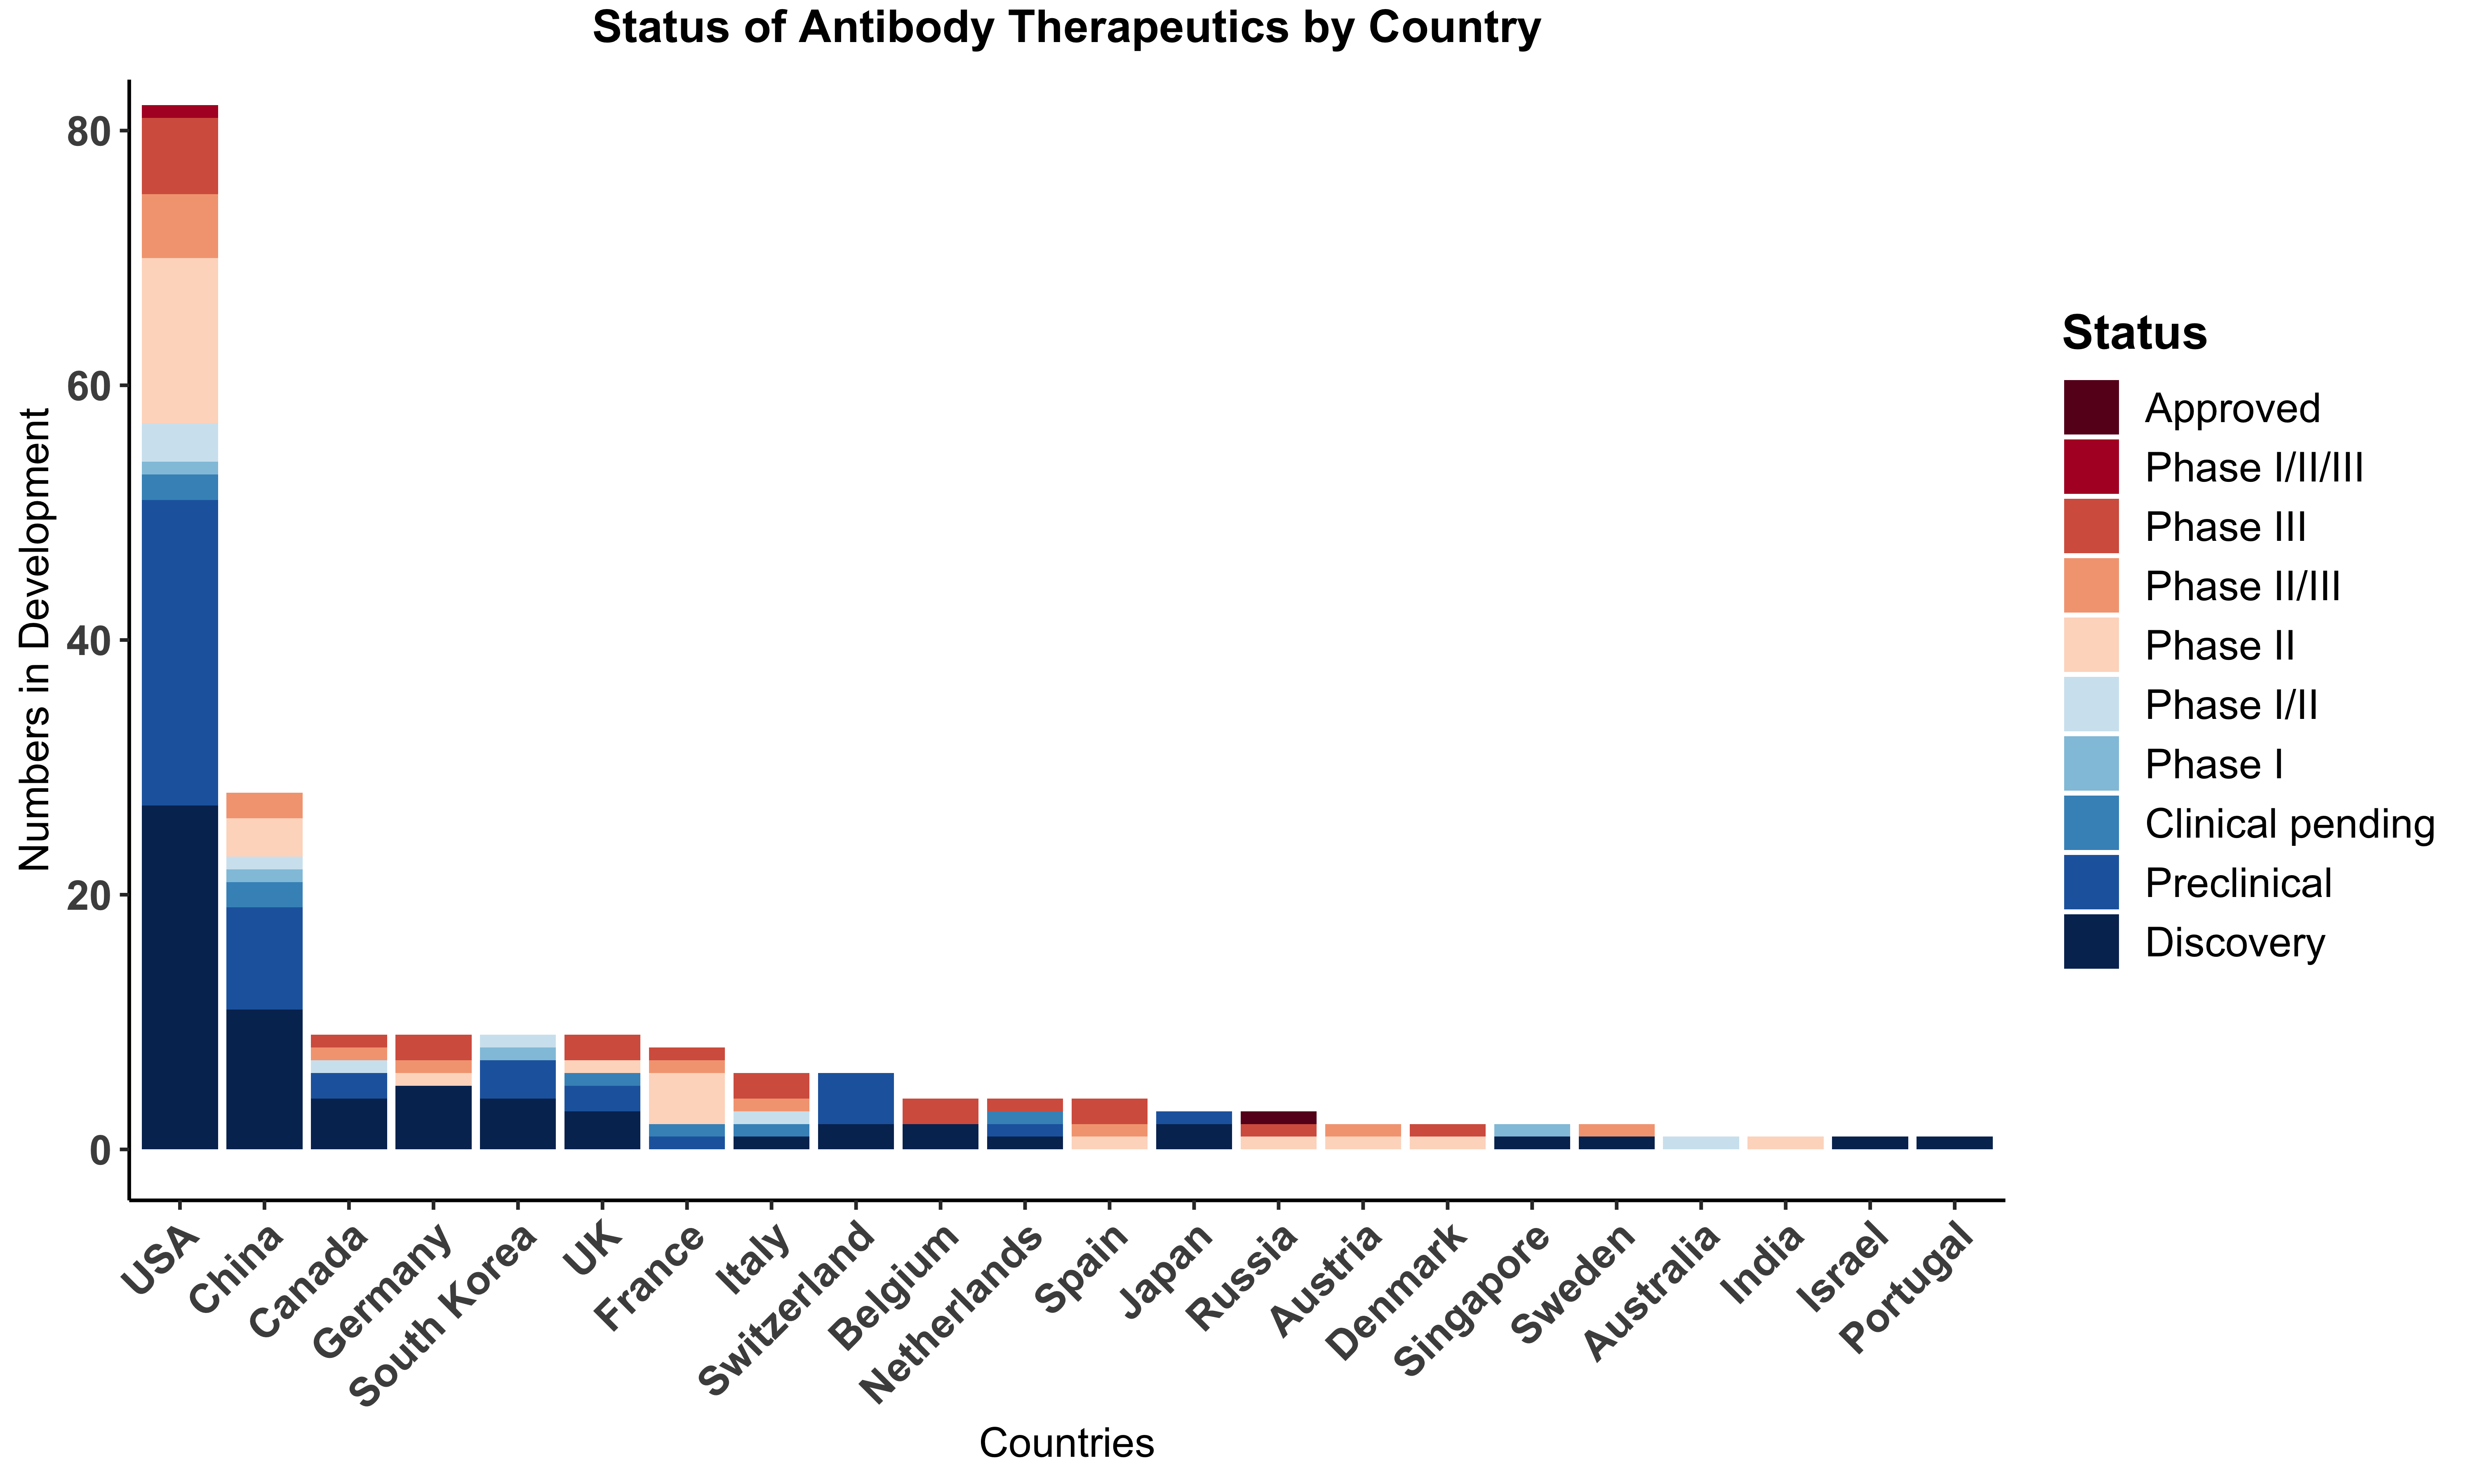 Status of Antibody Therapeutics by Country
Numbers in Development
80
60
40
20
0
USA
China
Canada
Germany
South Korea
UK
France
Italy
Switzerland
Belgium
Netherlands
Spain
Japan
Russia
Austria
Denmark
Singapore
Sweden
Australia
India
Israel
Portugal
Countries
Status
Approved
Phase I/II/III
Phase III
Phase II/III
Phase II
Phase I/II
Phase I
Clinical pending
Preclinical
Discovery